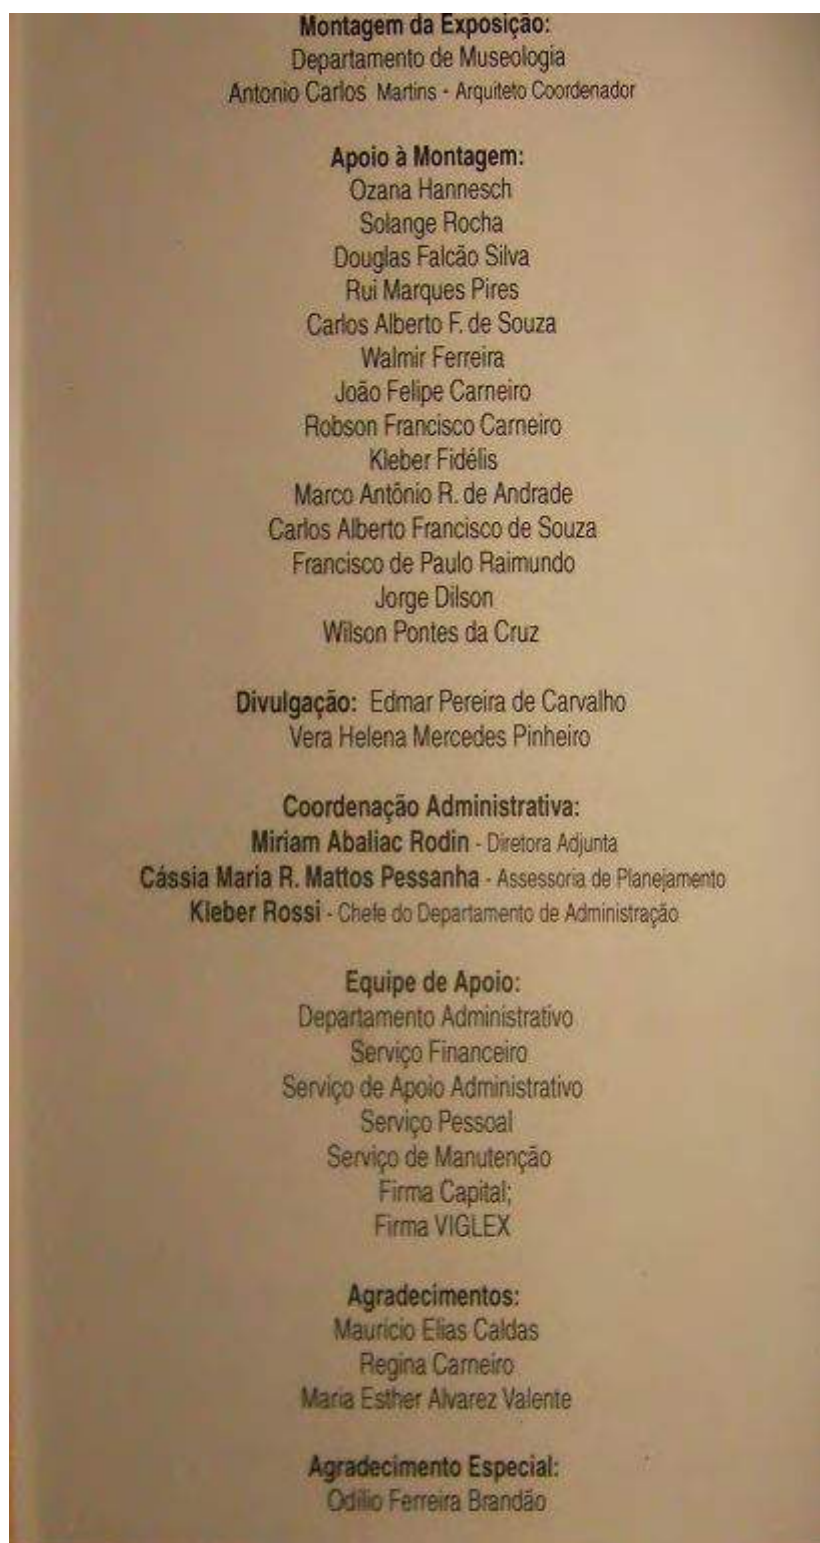 Montagem da Exposição:
Departamento de Museologia
Antonio Carlos Martins - Arquiteto Coordenador
Apoio à Montagem:
Ozana Hannesch
Solange Rocha
Douglas Falcão Silva
Rui Marques Pires
Carlos Alberto F. de Souza
Walmir Ferreira
João Felipe Carneiro
Robson Francisco Carneiro
Kleber Fidélis
Marco Antônio R. de Andrade
Carlos Alberto Francisco de Souza
Francisco de Paulo Raimundo
Jorge Dilson
Wilson Pontes da Cruz
Divulgação: Edmar Pereira de Carvalho
Vera Helena Mercedes Pinheiro
Coordenação Administrativa:
Miriam Abaliac Rodin - Diretora Adjunta
Cássia Maria R. Mattos Pessanha - Assessoria de Planejamento
Kleber Rossi - Chefe do Departamento de Administração
Equipe de Apoio:
Departamento Administrativo
Serviço Financeiro
Serviço de Apoio Administrativo
Serviço Pessoal
Serviço de Manutenção
Firma Capital;
Firma VIGLEX
Agradecimentos:
Mauricio Elias Caldas
Regina Carneiro
Maria Esther Alvarez Valente
Agradecimento Especial:
Odílio Ferreira Brandão